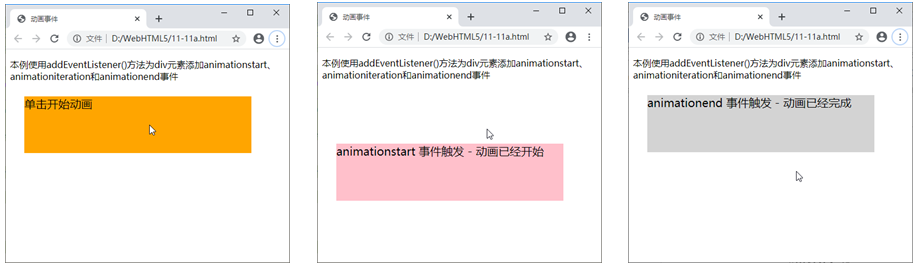 动画事件
文件 D:/WebHTML5/11-11a.html
本例使用addEventListener()方法为div元素添加animationstart、
animationiteration和animationend事件
单击开始动画
动画事件
文件 D:/WebHTML5/11-11a.html
本例使用addEventListener()方法为div元素添加animationstart、
animationiteration和animationend事件
animationstart 事件触发 - 动画已经开始
动画事件
文件 D:/WebHTML5/11-11a.html
本例使用addEventListener()方法为div元素添加animationstart、
animationiteration和animationend事件
animationend 事件触发 - 动画已经完成